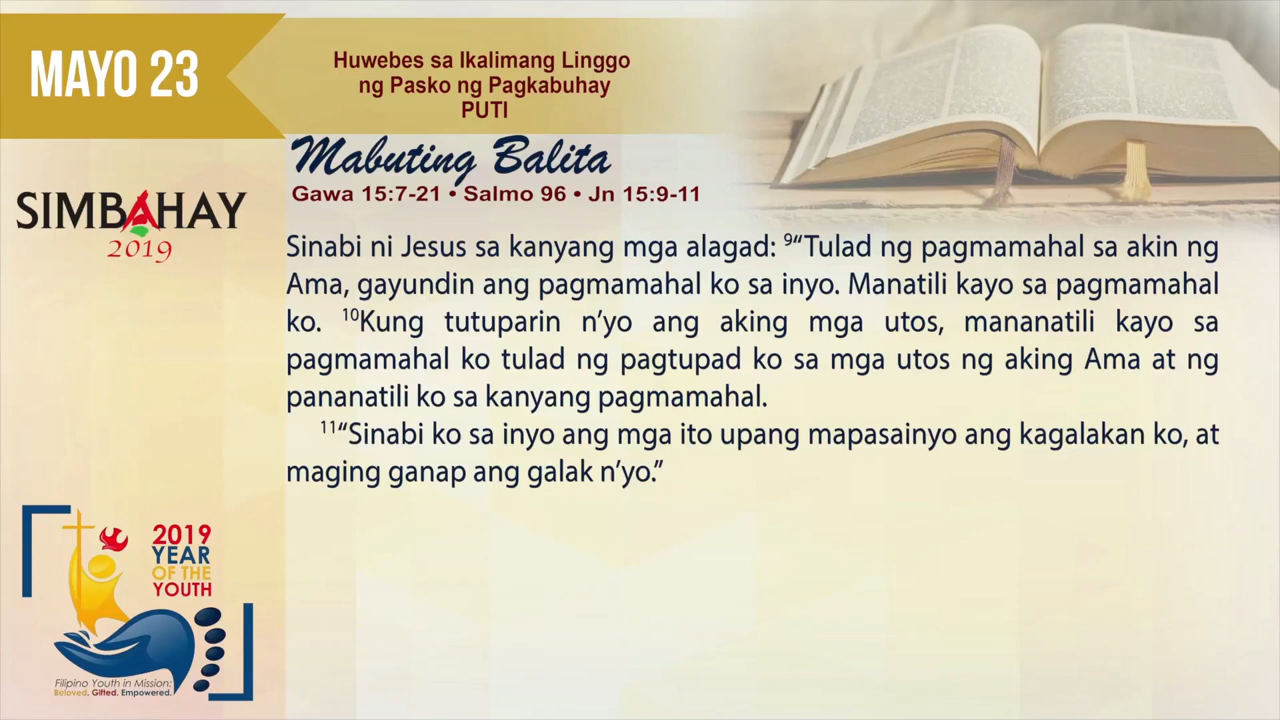 MAYO 23
Huwebes sa Ikalimang Linggo
ng Pasko ng Pagkabuhay
PUTI
Mabuting Balita
Gawa 15:7-21 • Salmo 96 • Jn 15:9-11
SIMBAHAY
2019
Sinabi ni Jesus sa kanyang mga alagad: ⁹“Tulad ng pagmamahal sa akin ng
Ama, gayundin ang pagmamahal ko sa inyo. Manatili kayo sa pagmamahal
ko. ¹⁰Kung tutuparin n’yo ang aking mga utos, mananatili kayo sa
pagmamahal ko tulad ng pagtupad ko sa mga utos ng aking Ama at ng
pananatili ko sa kanyang pagmamahal.
¹¹“Sinabi ko sa inyo ang mga ito upang mapasainyo ang kagalakan ko, at
maging ganap ang galak n’yo.”
2019
YEAR
OF THE
YOUTH
Filipino Youth in Mission:
Beloved. Gifted. Empowered.